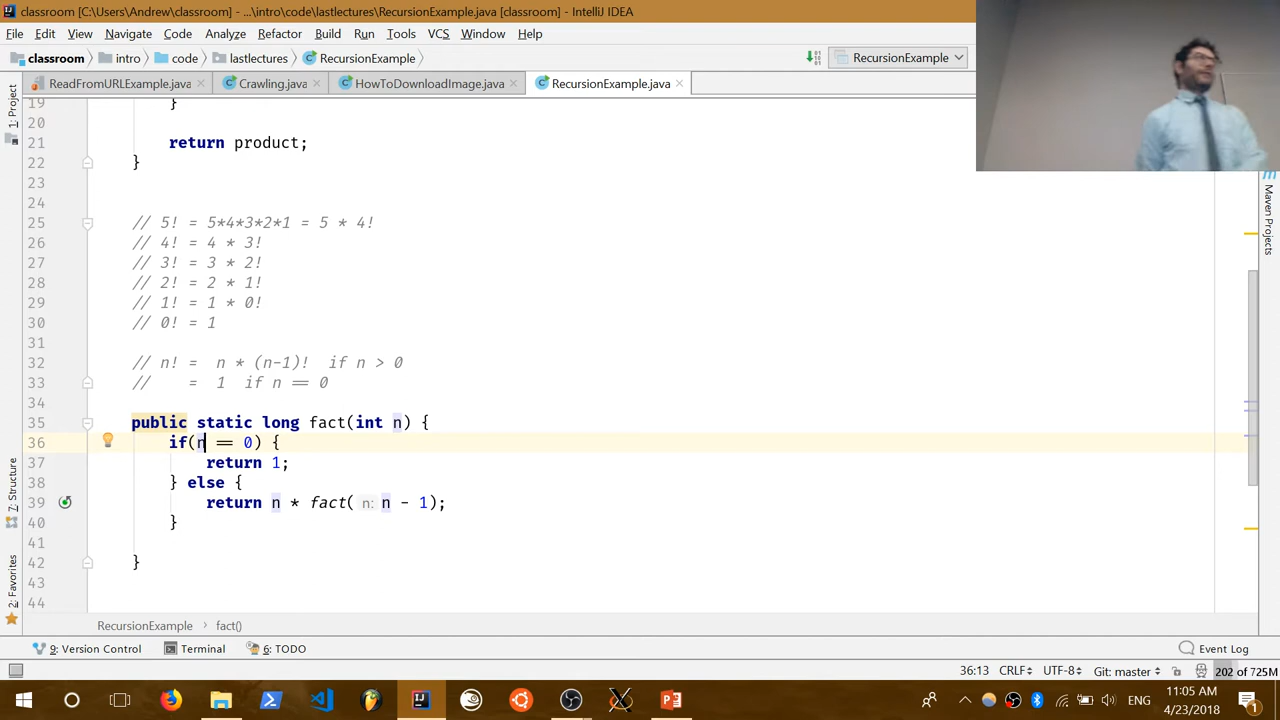 classroom [C:\Users\Andrew\classroom] - ...\intro\code\lastlectures\RecursionExample.java [classroom] - IntelliJ IDEA
File Edit View Navigate Code Analyze Refactor Build Run Tools VCS Window Help
classroom intro code lastlectures RecursionExample RecursionExample
ReadFromURLExample.java Crawling.java HowToDownloadImage.java RecursionExample.java
1: Project
7: Structure
2: Favorites
Maven Projects
19 }
20
21 return product;
22 }
23
24
25 // 5! = 5*4*3*2*1 = 5 * 4!
26 // 4! = 4 * 3!
27 // 3! = 3 * 2!
28 // 2! = 2 * 1!
29 // 1! = 1 * 0!
30 // 0! = 1
31
32 // n! = n * (n-1)! if n > 0
33 // = 1 if n == 0
34
35 public static long fact(int n) {
36 if(n == 0) {
37 return 1;
38 } else {
39 return n * fact( n: n - 1);
40 }
41
42 }
43
44
RecursionExample fact()
9: Version Control Terminal 6: TODO Event Log
36:13 CRLF UTF-8 Git: master 202 of 725M
ENG 11:05 AM
4/23/2018
1